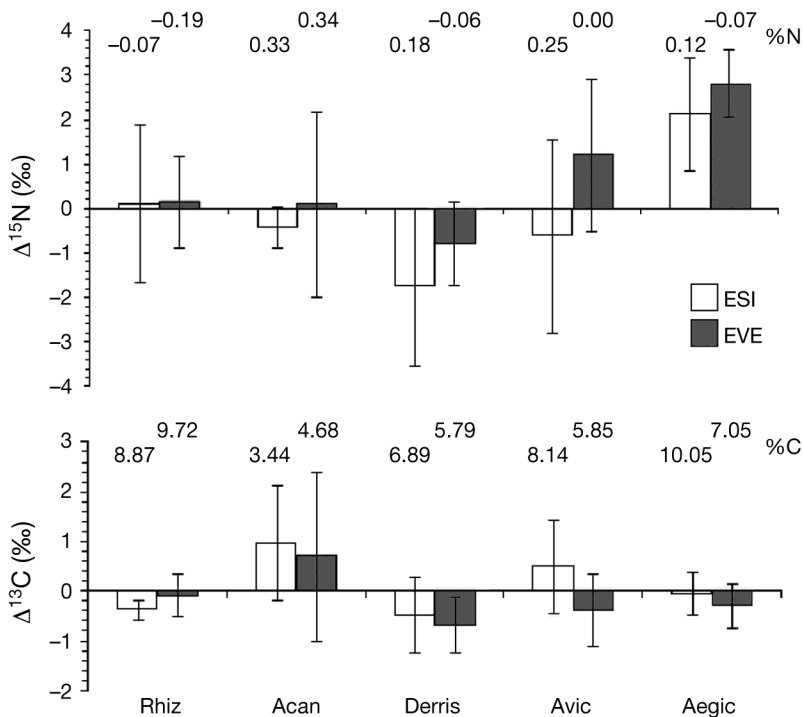 −0.19 0.34 −0.06 0.00 −0.07
−0.07 0.33 0.18 0.25 0.12 %N
4
3
2
1
0
−1
−2
−3
−4
Δ15N (‰)
ESI
EVE
9.72 4.68 5.79 5.85 7.05
8.87 3.44 6.89 8.14 10.05 %C
3
2
1
0
−1
−2
Δ13C (‰)
Rhiz Acan Derris Avic Aegic